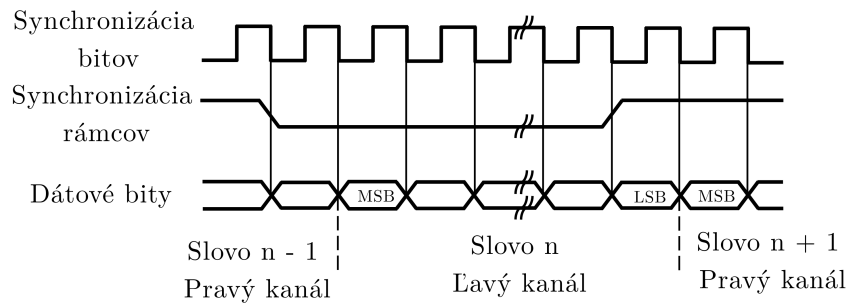 Synchronizácia
bitov
Synchronizácia
rámcov
Dátové bity
MSB
LSB
MSB
Slovo n - 1
Pravý kanál
Slovo n
Ľavý kanál
Slovo n + 1
Pravý kanál